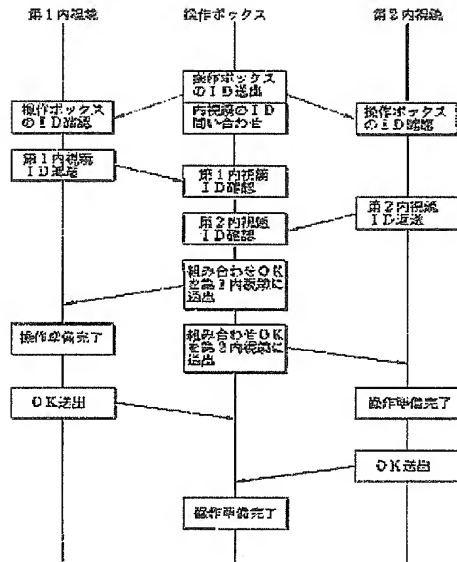 第1内視鏡
操作ボックス
第2内視鏡
操作ボックス
のID送出
内視鏡のID
問い合わせ
操作ボックス
のID確認
操作ボックス
のID確認
第1内視鏡
ID返送
第1内視鏡
ID確認
第2内視鏡
ID返送
第2内視鏡
ID確認
組み合わせOK
内視鏡に
送出
操作準備完了
組み合わせOK
を第2内視鏡に
送出
OK送出
操作準備完了
OK送出
操作準備完了